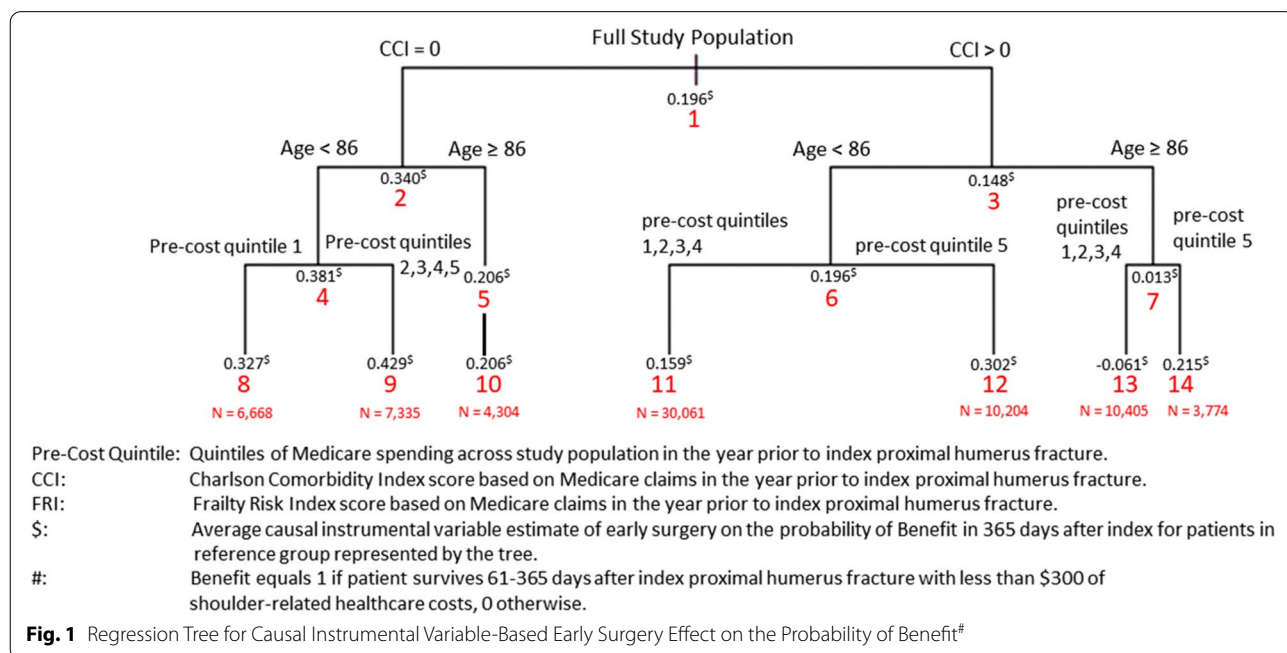 Full Study Population
CCI = 0
CCI > 0
0.196$
1
Age < 86
Age ≥ 86
Age < 86
Age ≥ 86
0.340$
2
0.148$
3
Pre-cost quintile 1
Pre-cost quintiles
2,3,4,5
pre-cost quintiles
1,2,3,4
pre-cost quintile 5
pre-cost
quintiles
1,2,3,4
pre-cost
quintile 5
0.381$
4
0.206$
5
0.196$
6
0.013$
7
0.327$
8
N = 6,668
0.429$
9
N = 7,335
0.206$
10
N = 4,304
0.159$
11
N = 30,061
0.302$
12
N = 10,204
-0.061$
13
N = 10,405
0.215$
14
N = 3,774
Pre-Cost Quintile: Quintiles of Medicare spending across study population in the year prior to index proximal humerus fracture.
CCI: Charlson Comorbidity Index score based on Medicare claims in the year prior to index proximal humerus fracture.
FRI: Frailty Risk Index score based on Medicare claims in the year prior to index proximal humerus fracture.
$: Average causal instrumental variable estimate of early surgery on the probability of Benefit in 365 days after index for patients in
reference group represented by the tree.
#: Benefit equals 1 if patient survives 61-365 days after index proximal humerus fracture with less than $300 of
shoulder-related healthcare costs, 0 otherwise.
Fig. 1 Regression Tree for Causal Instrumental Variable-Based Early Surgery Effect on the Probability of Benefit#